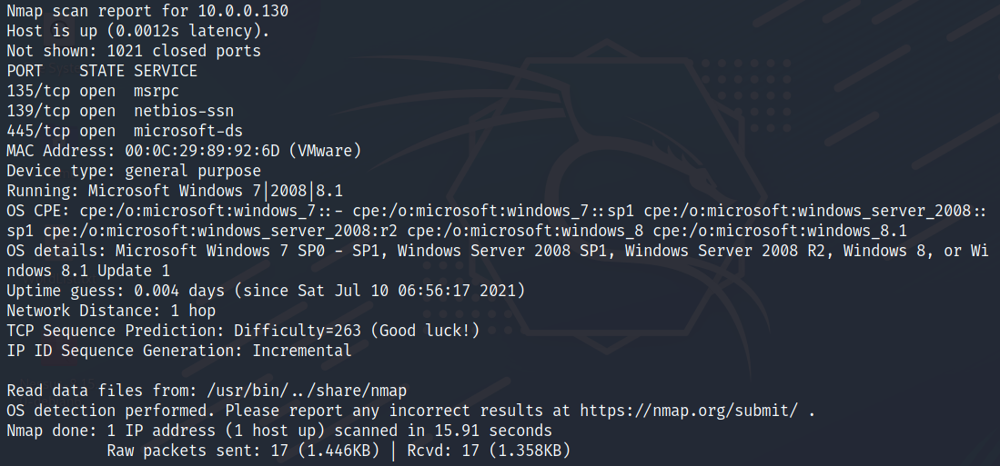 Nmap scan report for 10.0.0.130
Host is up (0.0012s latency).
Not shown: 1021 closed ports
PORT    STATE SERVICE
135/tcp open  msrpc
139/tcp open  netbios-ssn
445/tcp open  microsoft-ds
MAC Address: 00:0C:29:89:92:6D (VMware)
Device type: general purpose
Running: Microsoft Windows 7|2008|8.1
OS CPE: cpe:/o:microsoft:windows_7::- cpe:/o:microsoft:windows_7::sp1 cpe:/o:microsoft:windows_server_2008::
sp1 cpe:/o:microsoft:windows_server_2008:r2 cpe:/o:microsoft:windows_8 cpe:/o:microsoft:windows_8.1
OS details: Microsoft Windows 7 SP0 - SP1, Windows Server 2008 SP1, Windows Server 2008 R2, Windows 8, or Wi
ndows 8.1 Update 1
Uptime guess: 0.004 days (since Sat Jul 10 06:56:17 2021)
Network Distance: 1 hop
TCP Sequence Prediction: Difficulty=263 (Good luck!)
IP ID Sequence Generation: Incremental

Read data files from: /usr/bin/../share/nmap
OS detection performed. Please report any incorrect results at https://nmap.org/submit/ .
Nmap done: 1 IP address (1 host up) scanned in 15.91 seconds
           Raw packets sent: 17 (1.446KB) | Rcvd: 17 (1.358KB)